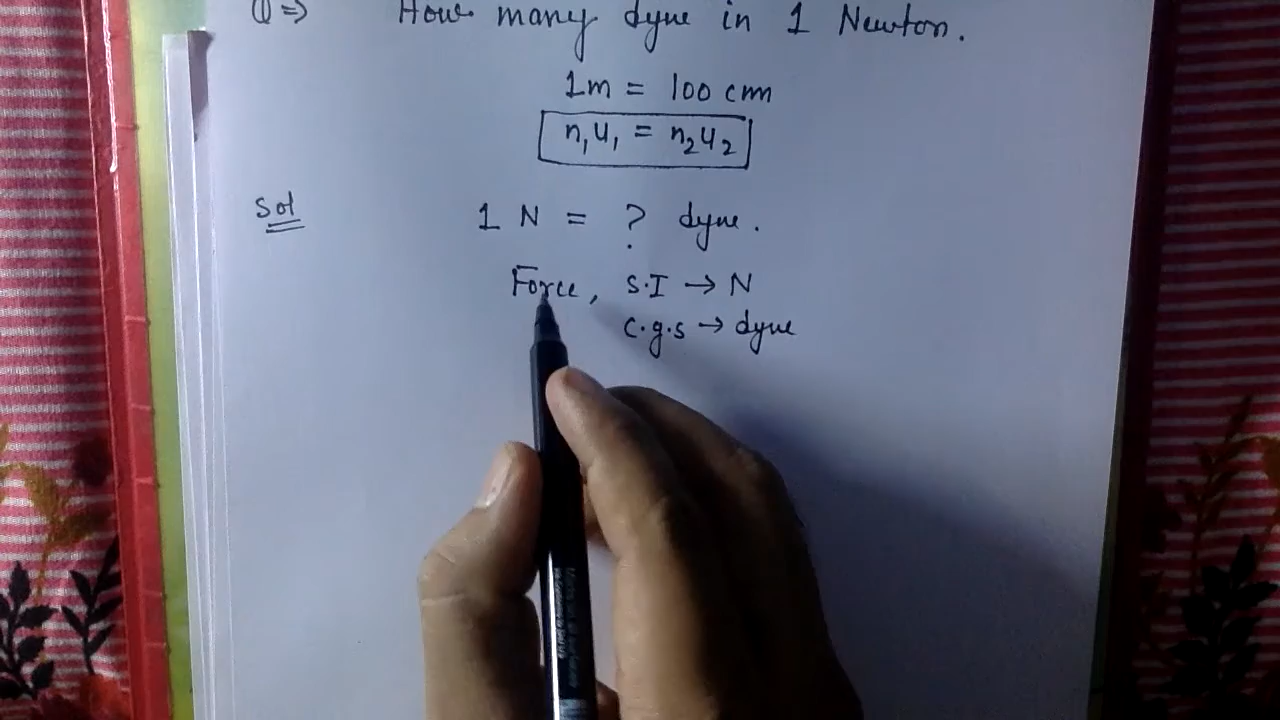 Q⇒ How many dyne in 1 Newton.
1m = 100 cm
n₁u₁ = n₂u₂
Sol
1 N = ? dyne.
Force, S.I → N
c.g.s → dyne